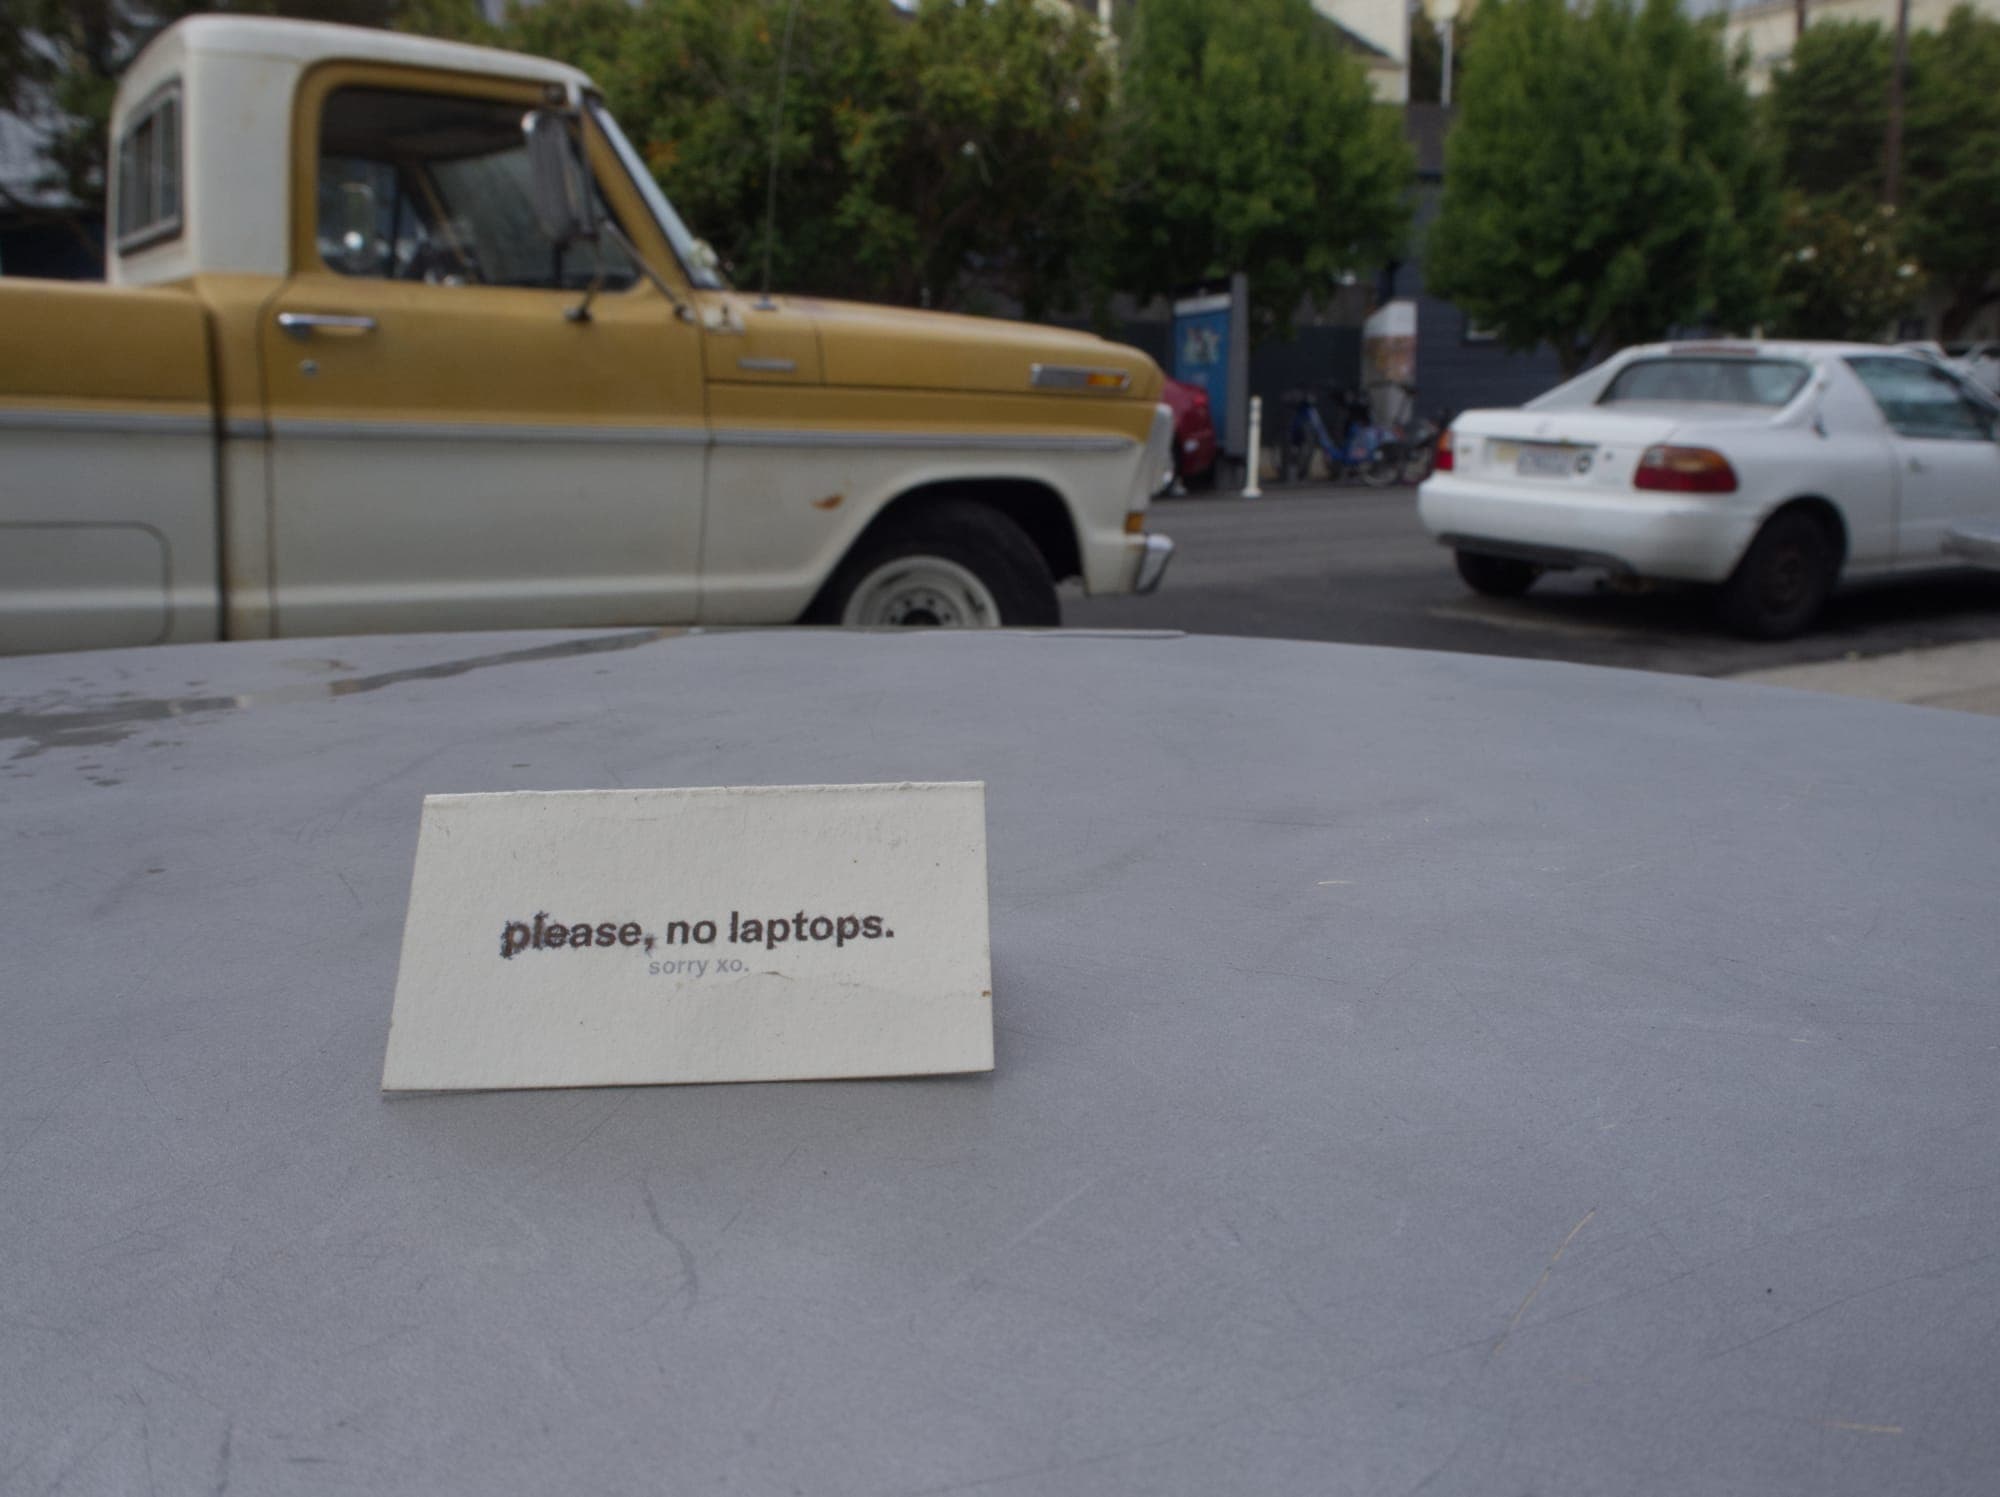 please, no laptops.
sorry xo.